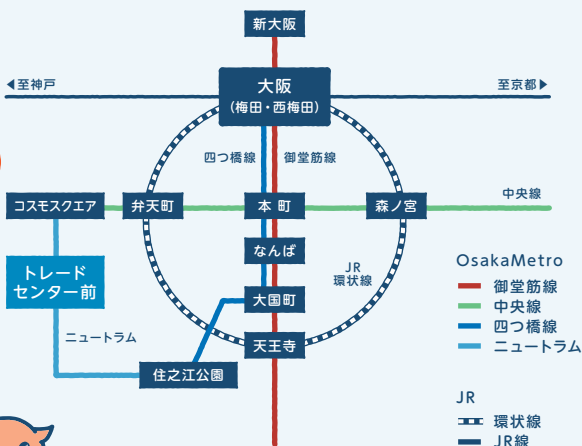 新大阪
◀至神戸
大阪
(梅田・西梅田)
至京都▶
四つ橋線
御堂筋線
コスモスクエア
弁天町
本町
森ノ宮
中央線
なんば
トレード
センター前
JR
環状線
大国町
ニュートラム
天王寺
住之江公園
OsakaMetro
御堂筋線
中央線
四つ橋線
ニュートラム
JR
環状線
JR線